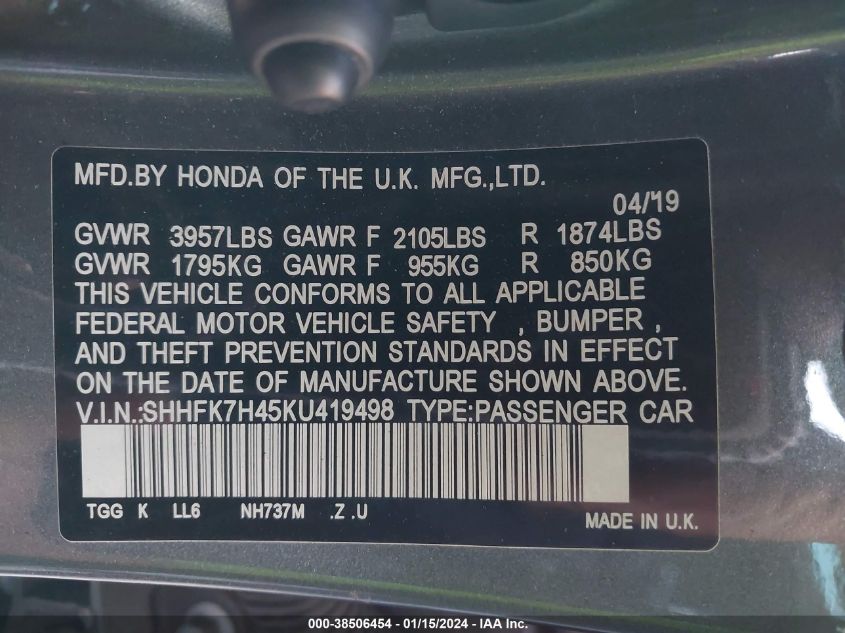 MFD.BY HONDA OF THE U.K. MFG.,LTD.
04/19
GVWR 3957LBS GAWR F 2105LBS R 1874LBS
GVWR 1795KG GAWR F 955KG R 850KG
THIS VEHICLE CONFORMS TO ALL APPLICABLE
FEDERAL MOTOR VEHICLE SAFETY , BUMPER ,
AND THEFT PREVENTION STANDARDS IN EFFECT
ON THE DATE OF MANUFACTURE SHOWN ABOVE.
V.I.N.:SHHFK7H45KU419498 TYPE:PASSENGER CAR
TGG K LL6 NH737M .Z .U
MADE IN U.K.
000-38506454 - 01/15/2024 - IAA Inc.